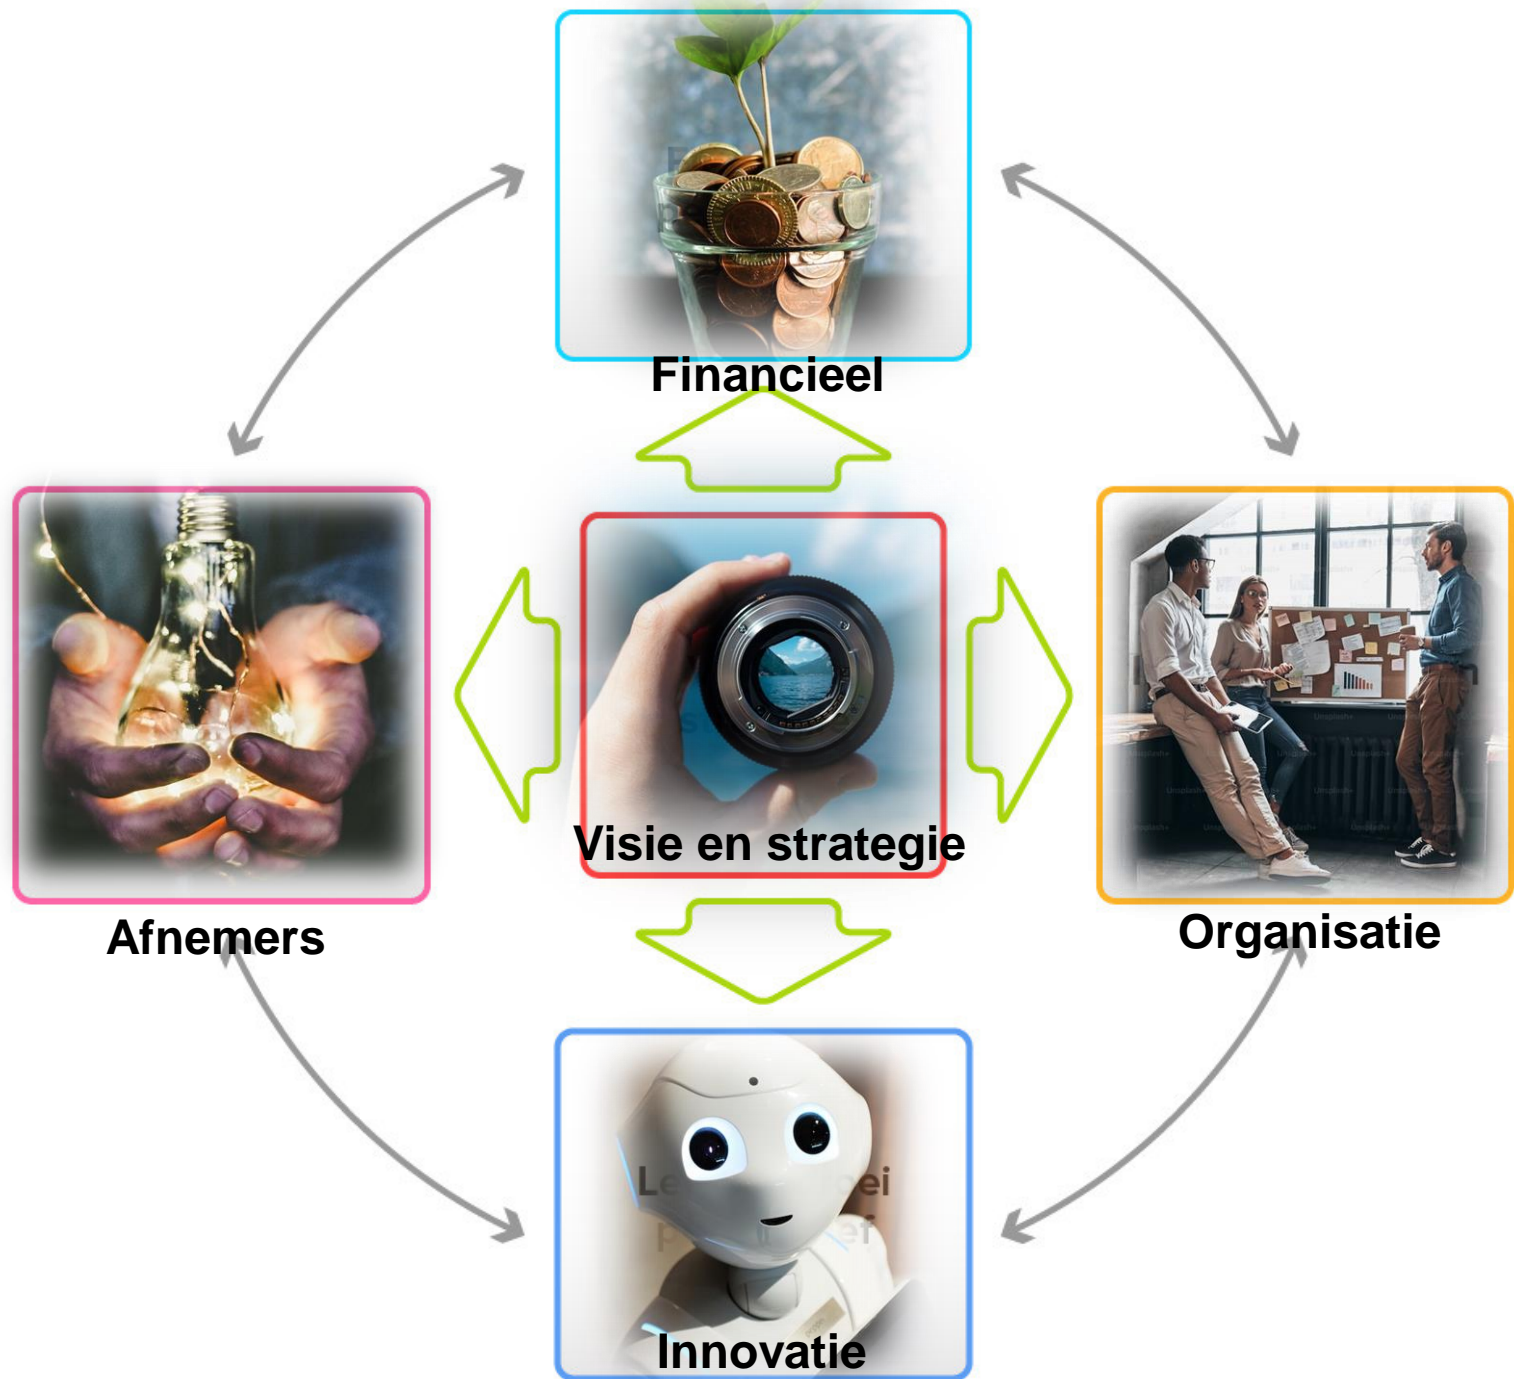 Financieel
Visie en strategie
Afnemers
Organisatie
Innovatie